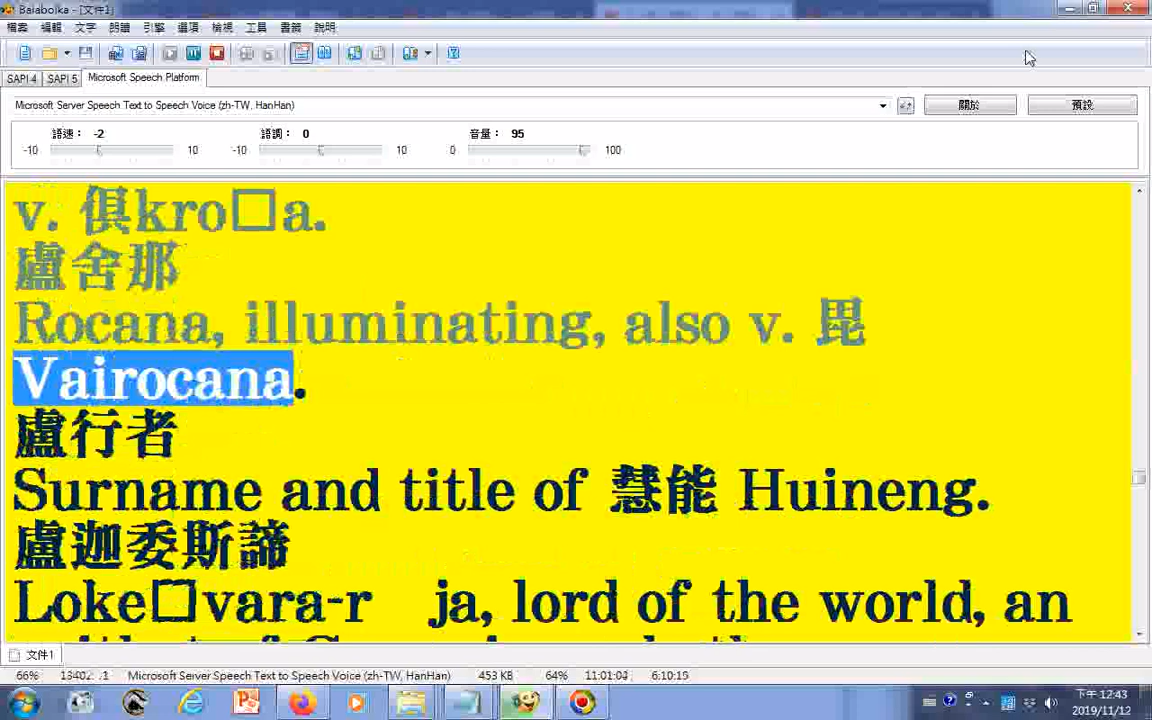 Balabolka - [文件1]
檔案 編輯 文字 朗讀 引擎 選項 檢視 工具 書籤 說明
SAPI 4 SAPI 5 Microsoft Speech Platform
Microsoft Server Speech Text to Speech Voice (zh-TW, HanHan)
關於 預設
語速： -2 語調： 0 音量： 95
-10 10 -10 10 0 100
v. 俱kro□a.
盧舍那
Rocana, illuminating, also v. 毘
Vairocana.
盧行者
Surname and title of 慧能 Huineng.
盧迦委斯諦
Loke□vara-r ja, lord of the world, an
文件1
66% Microsoft Server Speech Text to Speech Voice (zh-TW, HanHan) 453 KB 64% 11:01:04 6:10:19
下午 12:43
2019/11/12